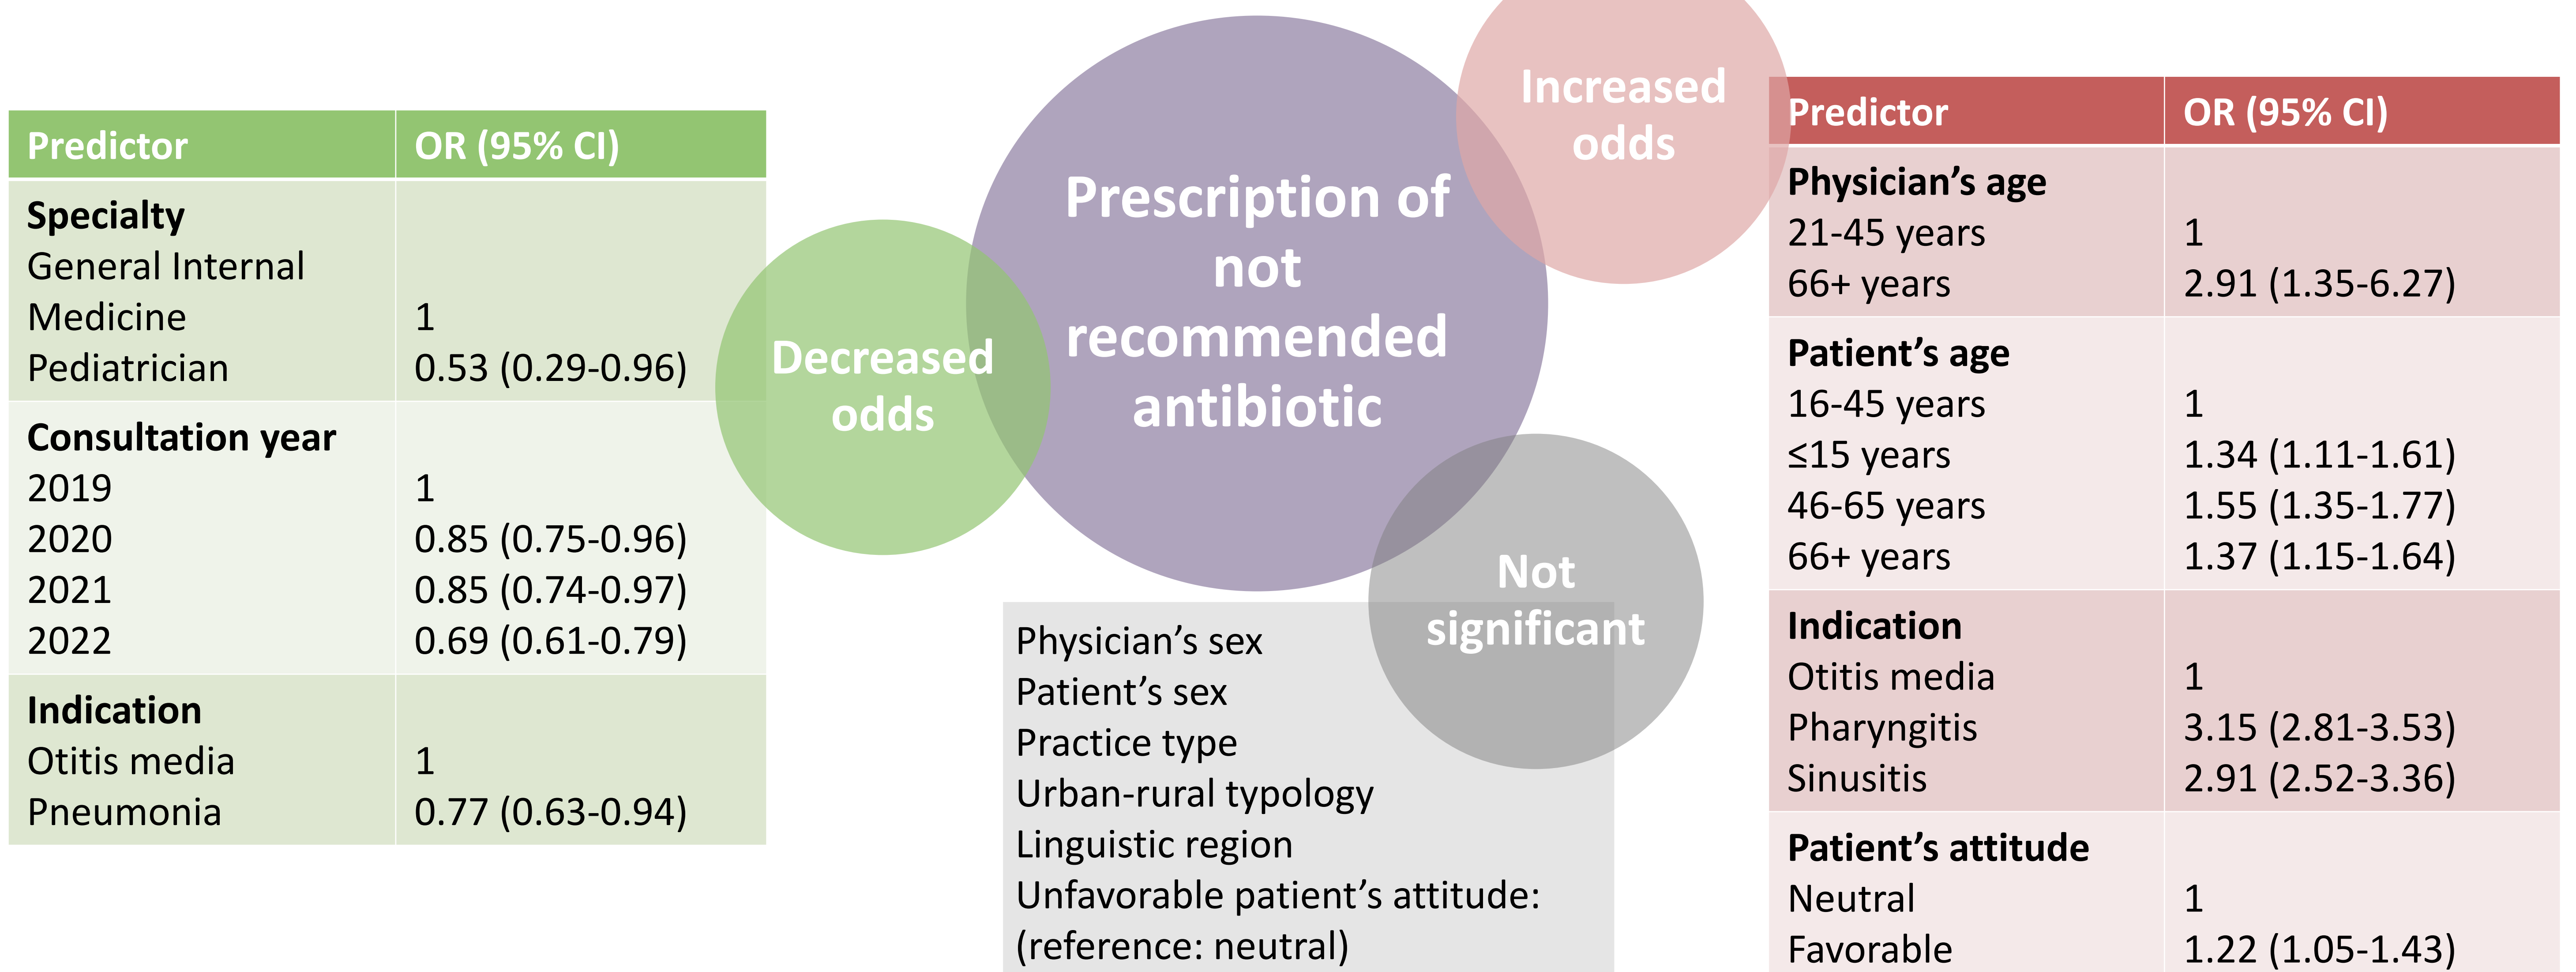 Predictor OR (95% CI)
Specialty
General Internal
Medicine 1
Pediatrician 0.53 (0.29-0.96)
Consultation year
2019 1
2020 0.85 (0.75-0.96)
2021 0.85 (0.74-0.97)
2022 0.69 (0.61-0.79)
Indication
Otitis media 1
Pneumonia 0.77 (0.63-0.94)
Decreased
odds
Prescription of
not
recommended
antibiotic
Increased
odds
Not
significant
Physician’s sex
Patient’s sex
Practice type
Urban-rural typology
Linguistic region
Unfavorable patient’s attitude:
(reference: neutral)
Predictor OR (95% CI)
Physician’s age
21-45 years 1
66+ years 2.91 (1.35-6.27)
Patient’s age
16-45 years 1
≤15 years 1.34 (1.11-1.61)
46-65 years 1.55 (1.35-1.77)
66+ years 1.37 (1.15-1.64)
Indication
Otitis media 1
Pharyngitis 3.15 (2.81-3.53)
Sinusitis 2.91 (2.52-3.36)
Patient’s attitude
Neutral 1
Favorable 1.22 (1.05-1.43)